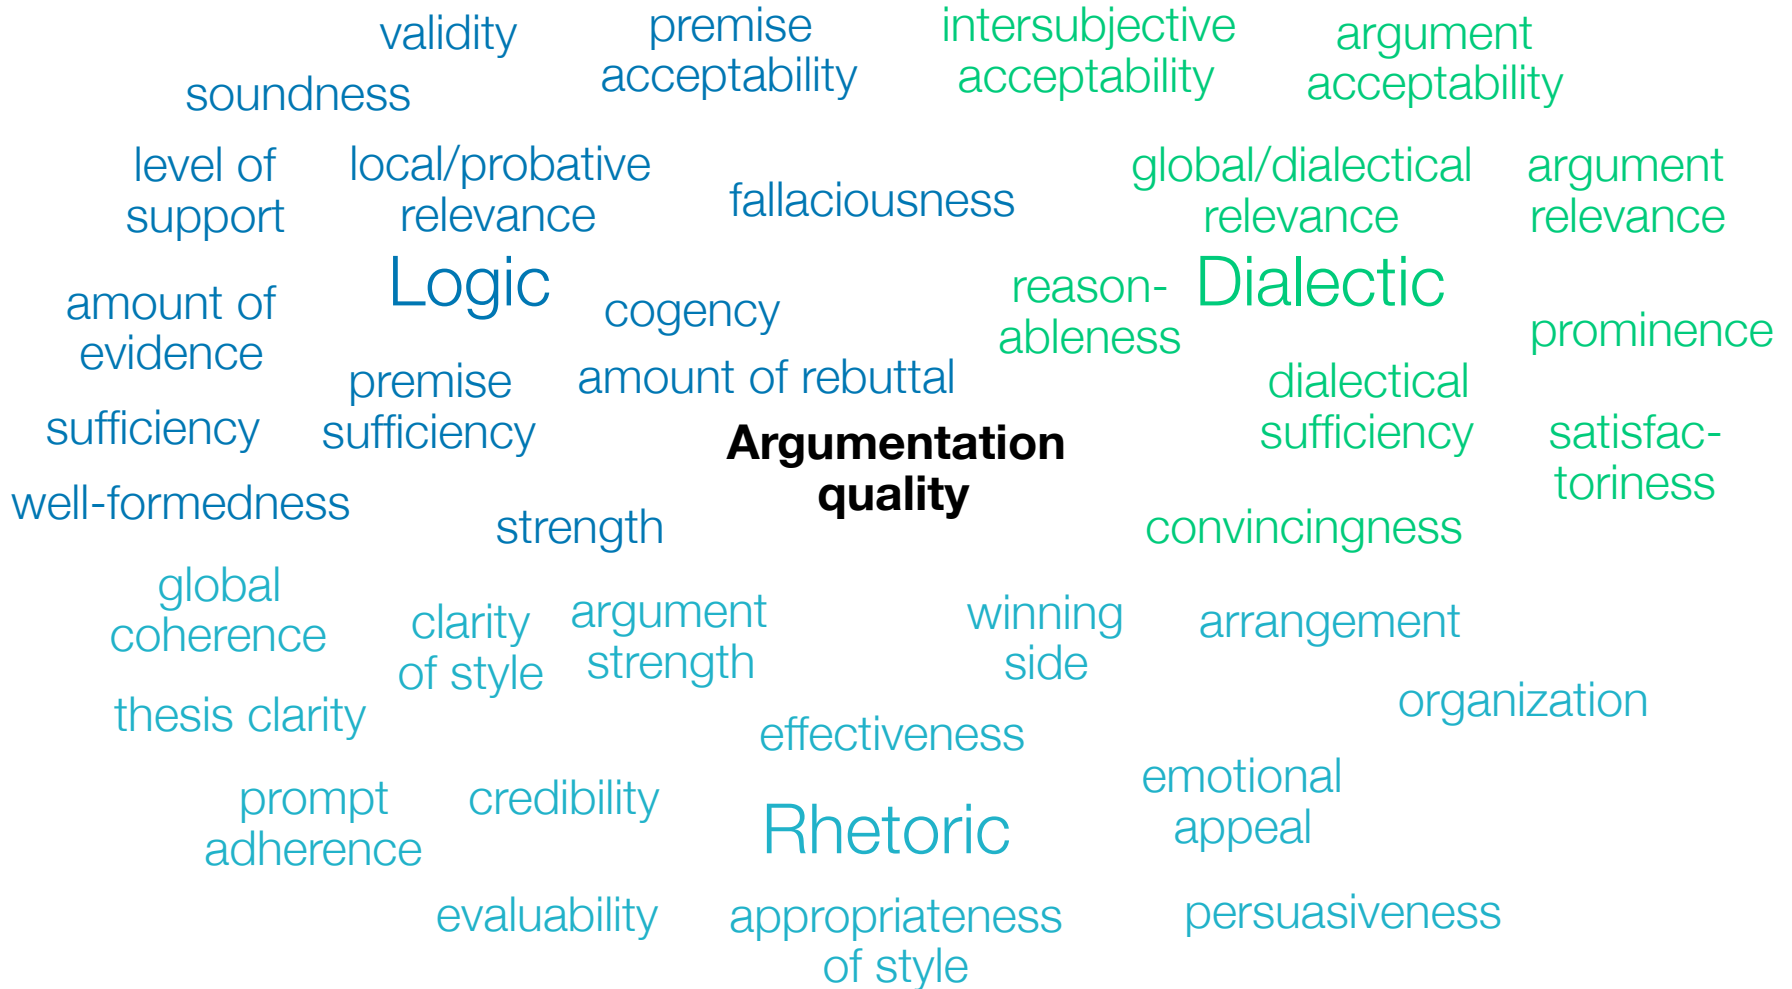 validity
premise
acceptability
intersubjective
acceptability
argument
acceptability
soundness
level of
support
local/probative
relevance
fallaciousness
global/dialectical
relevance
argument
relevance
Logic
amount of
evidence
cogency
reason-
ableness
Dialectic
prominence
premise
sufficiency
amount of rebuttal
dialectical
sufficiency
sufficiency
Argumentation
quality
satisfac-
toriness
well-formedness
strength
convincingness
global
coherence
clarity
of style
argument
strength
winning
side
arrangement
thesis clarity
effectiveness
organization
prompt
adherence
credibility
Rhetoric
emotional
appeal
evaluability
appropriateness
of style
persuasiveness